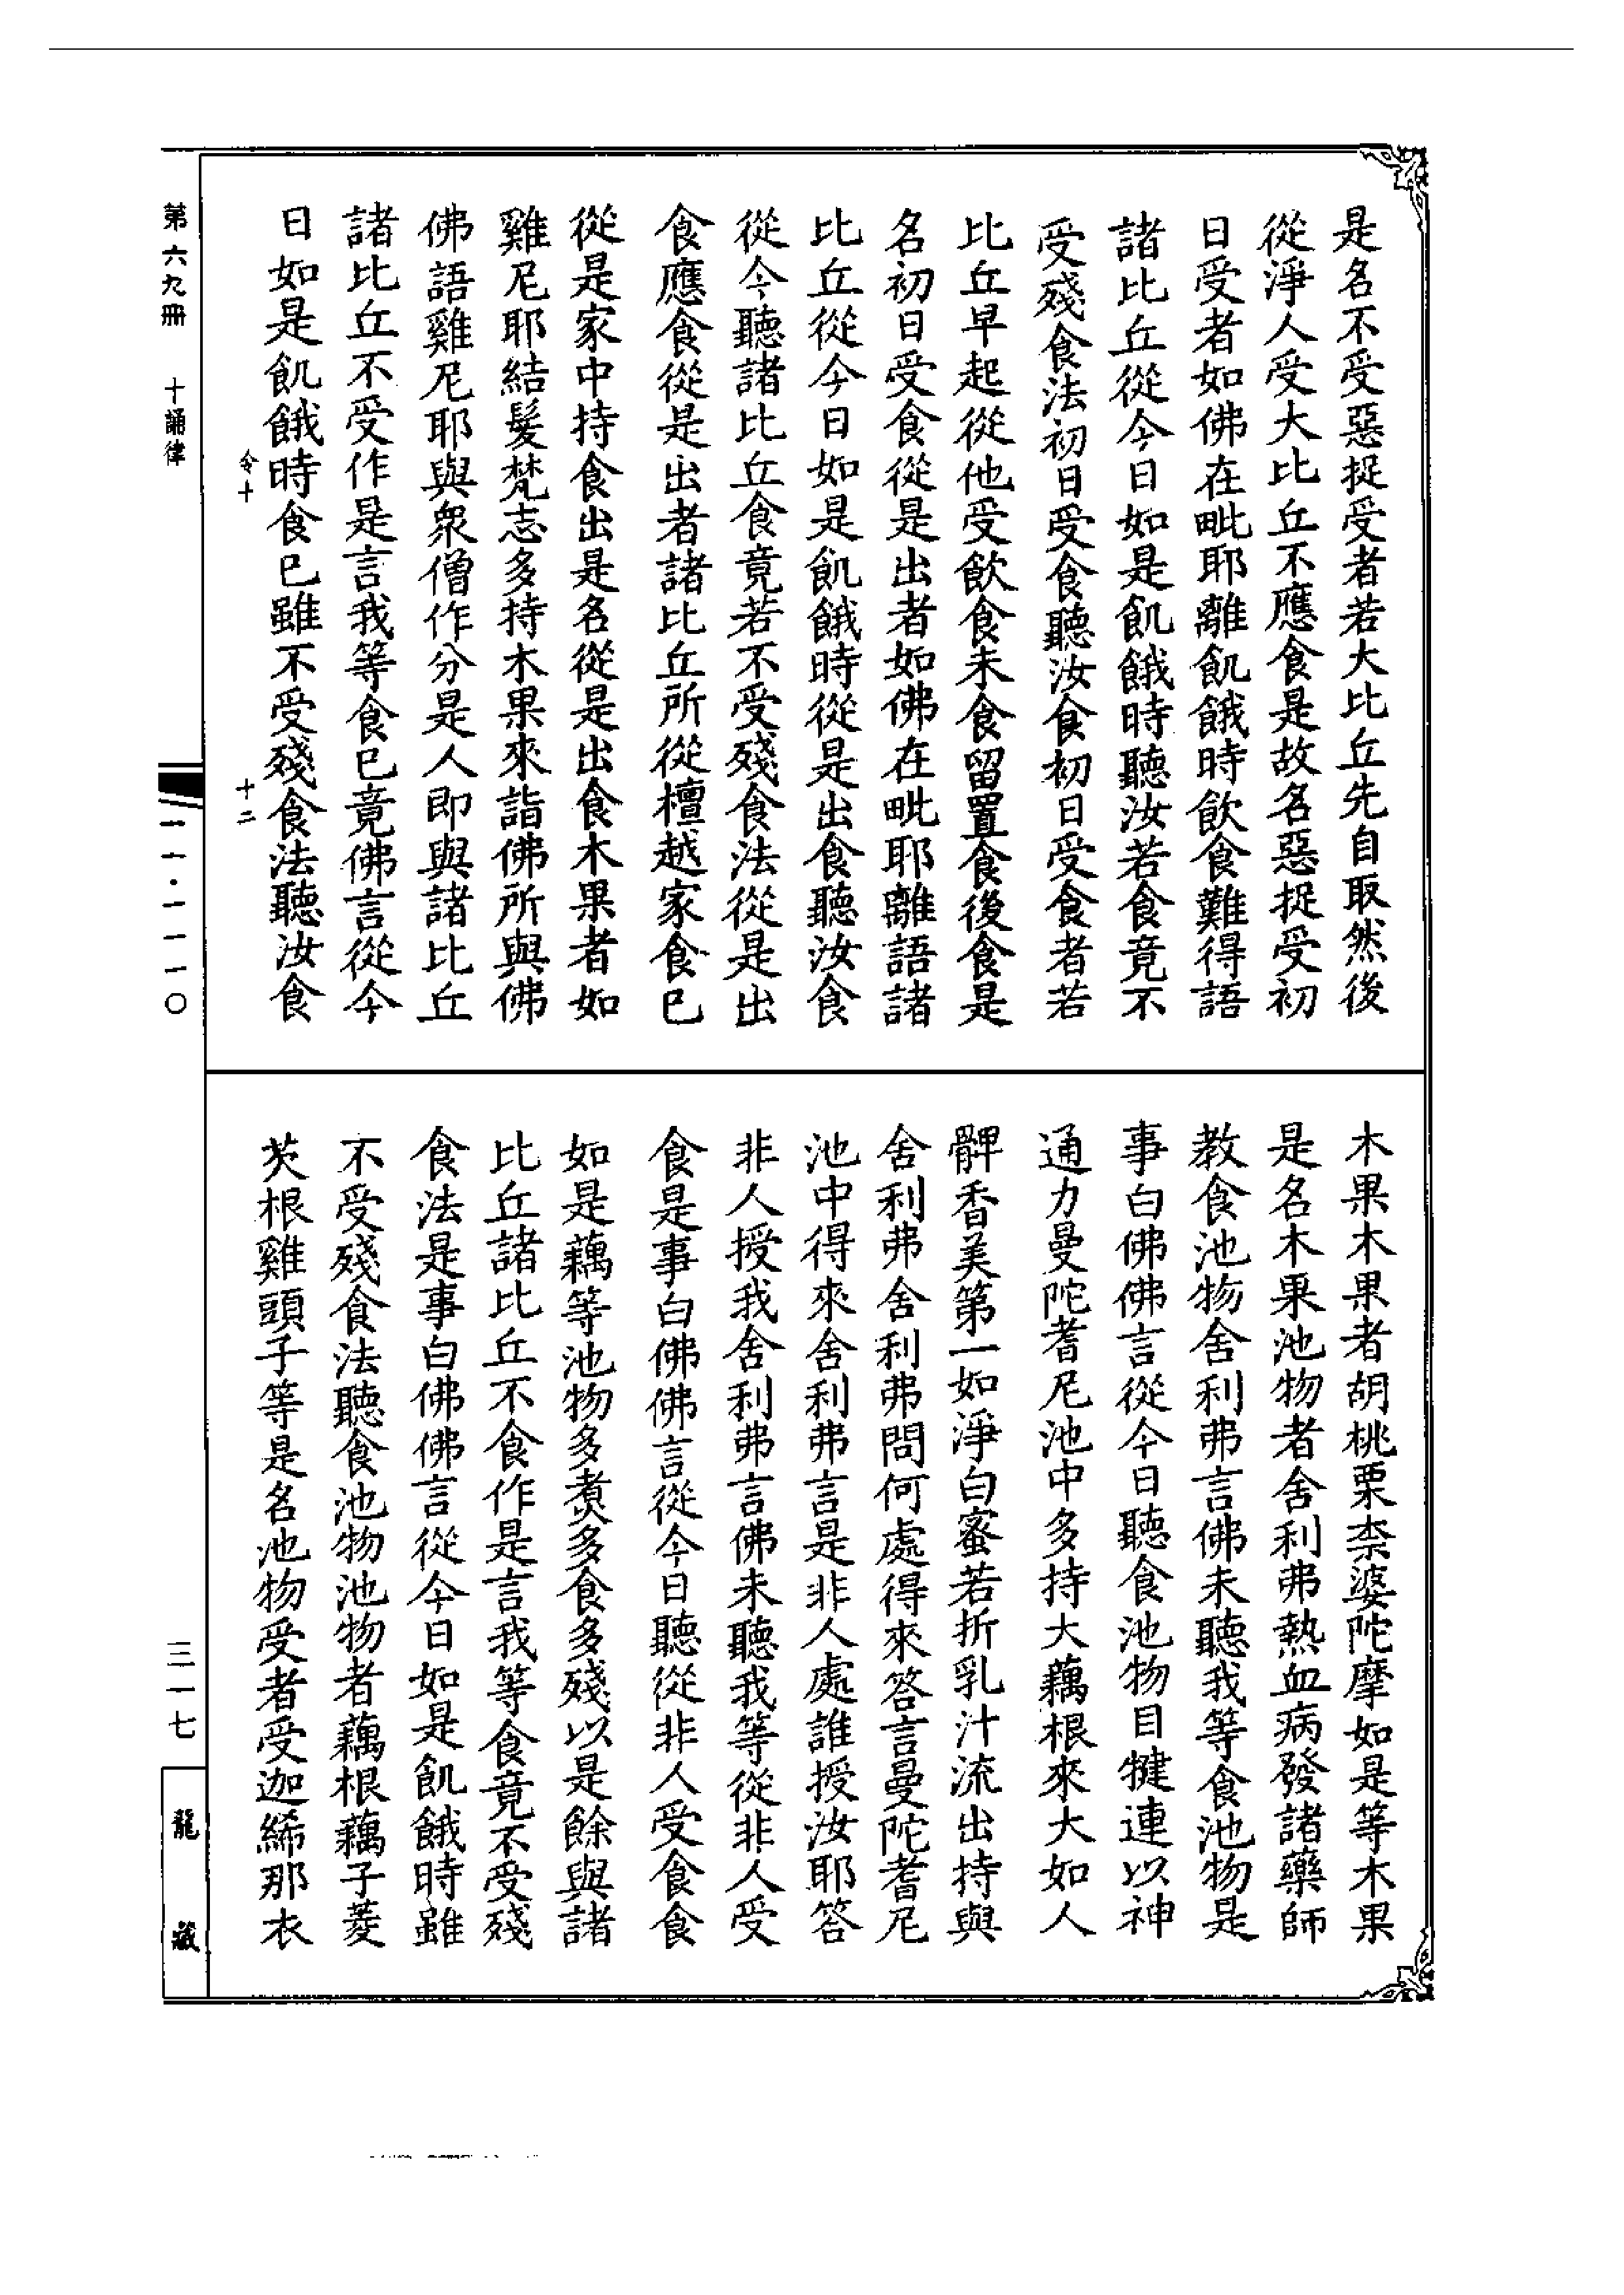 是名不受惡捉受者若大比丘先自取然後
從淨人受大比丘不應食是故名惡捉受初
日受者如佛在毗耶離飢餓時飲食難得語
諸比丘從今日如是飢餓時聽汝若食竟不
受殘食法初日受食聽汝食初日受食者若
比丘早起從他受飲食未食留置食後食是
名初日受食從是出者如佛在毗耶離語諸
比丘從今日如是飢餓時從是出食聽汝食
從今聽諸比丘食竟若不受殘食法從是出
食應食從是出者諸比丘所從檀越家食已
從是家中持食出是名從是出食木果者如
雞尼耶結髮梵志多持木果來詣佛所與佛
佛語雞尼耶與眾僧作分是人即與諸比丘
諸比丘不受作是言我等食已竟佛言從今
日如是飢餓時食已雖不受殘食法聽汝食
令十
十二
木果木果者胡桃栗柰婆陀摩如是等木果
是名木果池物者舍利弗熱血病發諸藥師
教食池物舍利弗言佛未聽我等食池物是
事白佛佛言從今日聽食池物目犍連以神
通力曼陀耆尼池中多持大藕根來大如人
髀香美第一如淨白蜜若折乳汁流出持與
舍利弗舍利弗問何處得來答言曼陀耆尼
池中得來舍利弗言是非人處誰授汝耶答
非人授我舍利弗言佛未聽我等從非人受
食是事白佛佛言從今日聽從非人受食食
如是藕等池物多煑多食多殘以是餘與諸
比丘諸比丘不食作是言我等食竟不受殘
食法是事白佛佛言從今日如是飢餓時雖
不受殘食法聽食池物池物者藕根藕子菱
芡根雞頭子等是名池物受者受迦絺那衣
第六九冊 十誦律
一一·一一一〇
三一七
龍藏